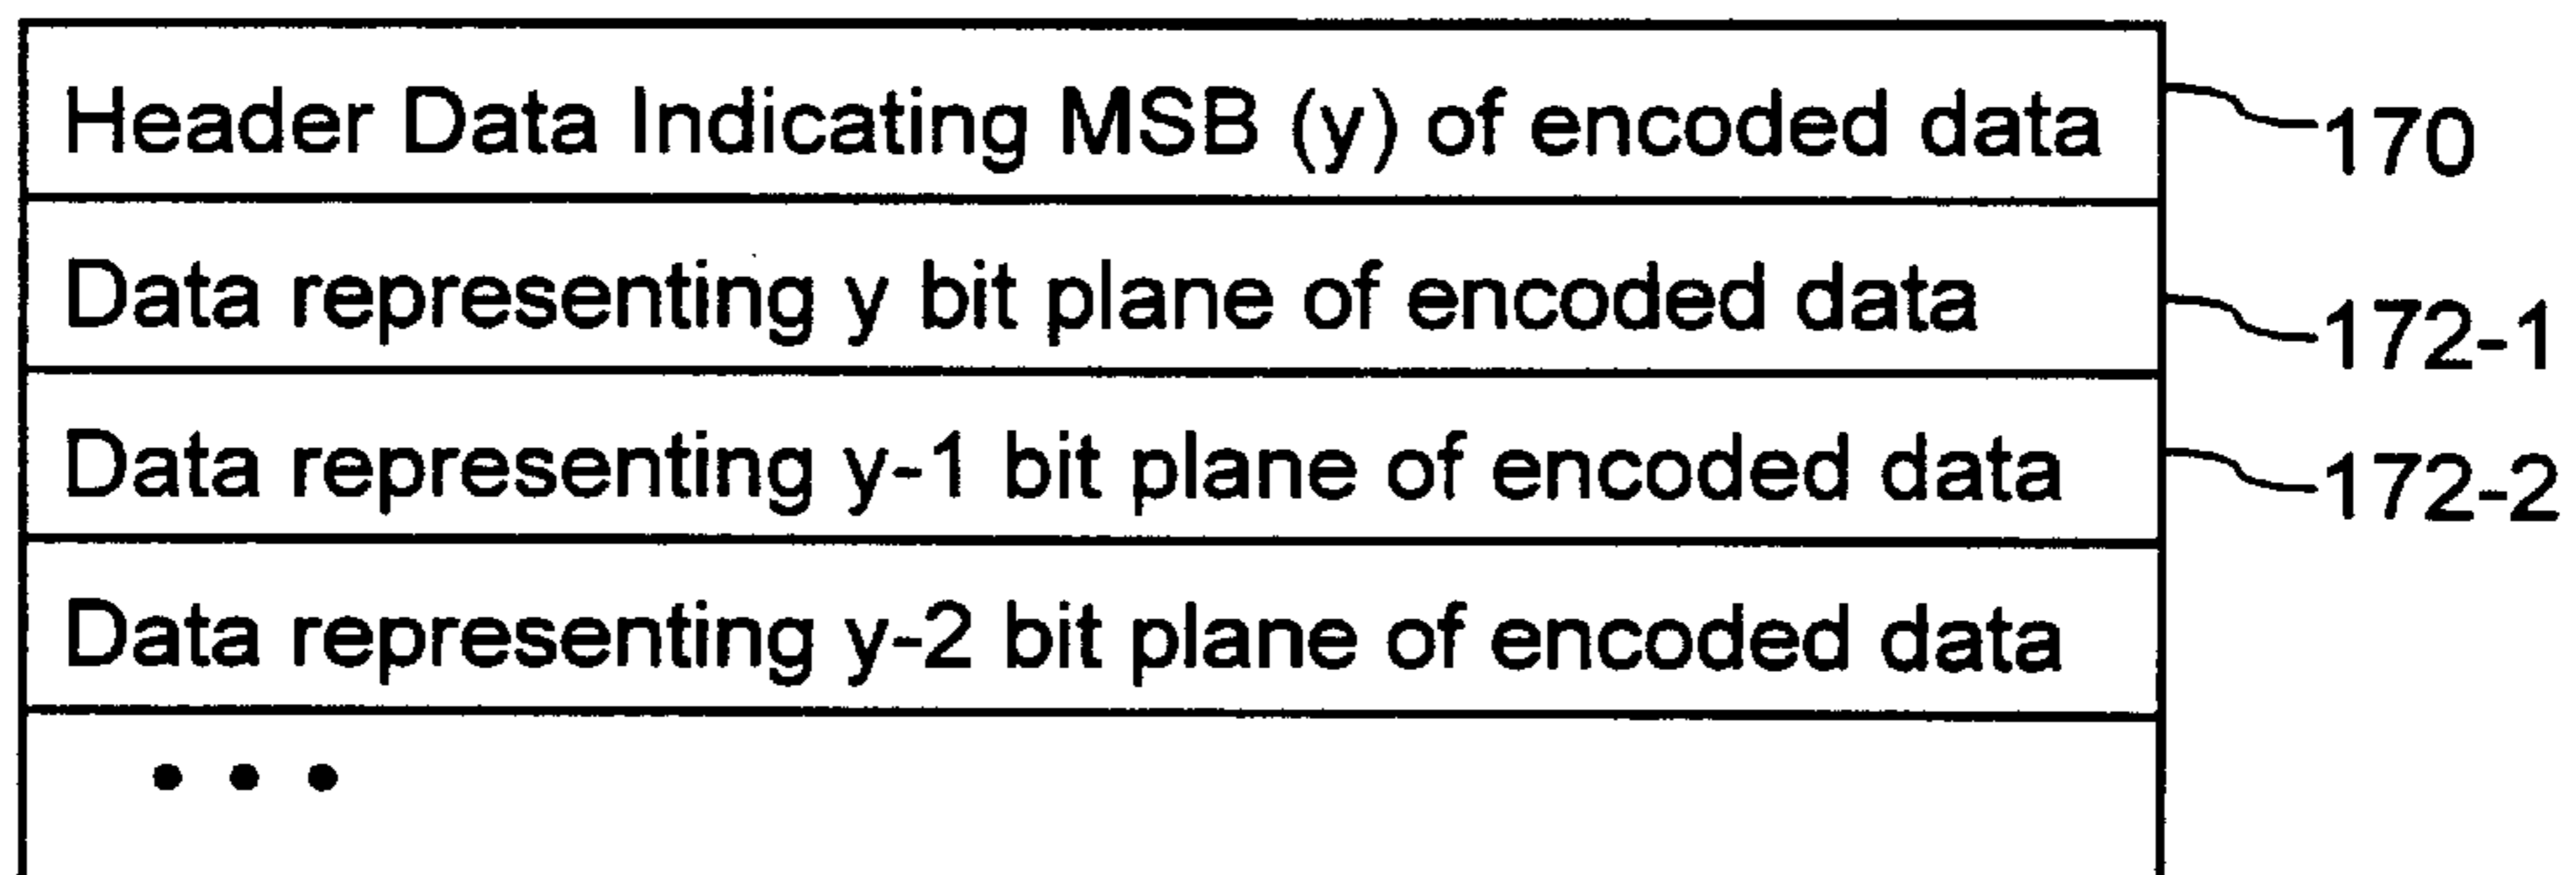 Header Data Indicating MSB (y) of encoded data 170
Data representing y bit plane of encoded data 172-1
Data representing y-1 bit plane of encoded data 172-2
Data representing y-2 bit plane of encoded data
• • •